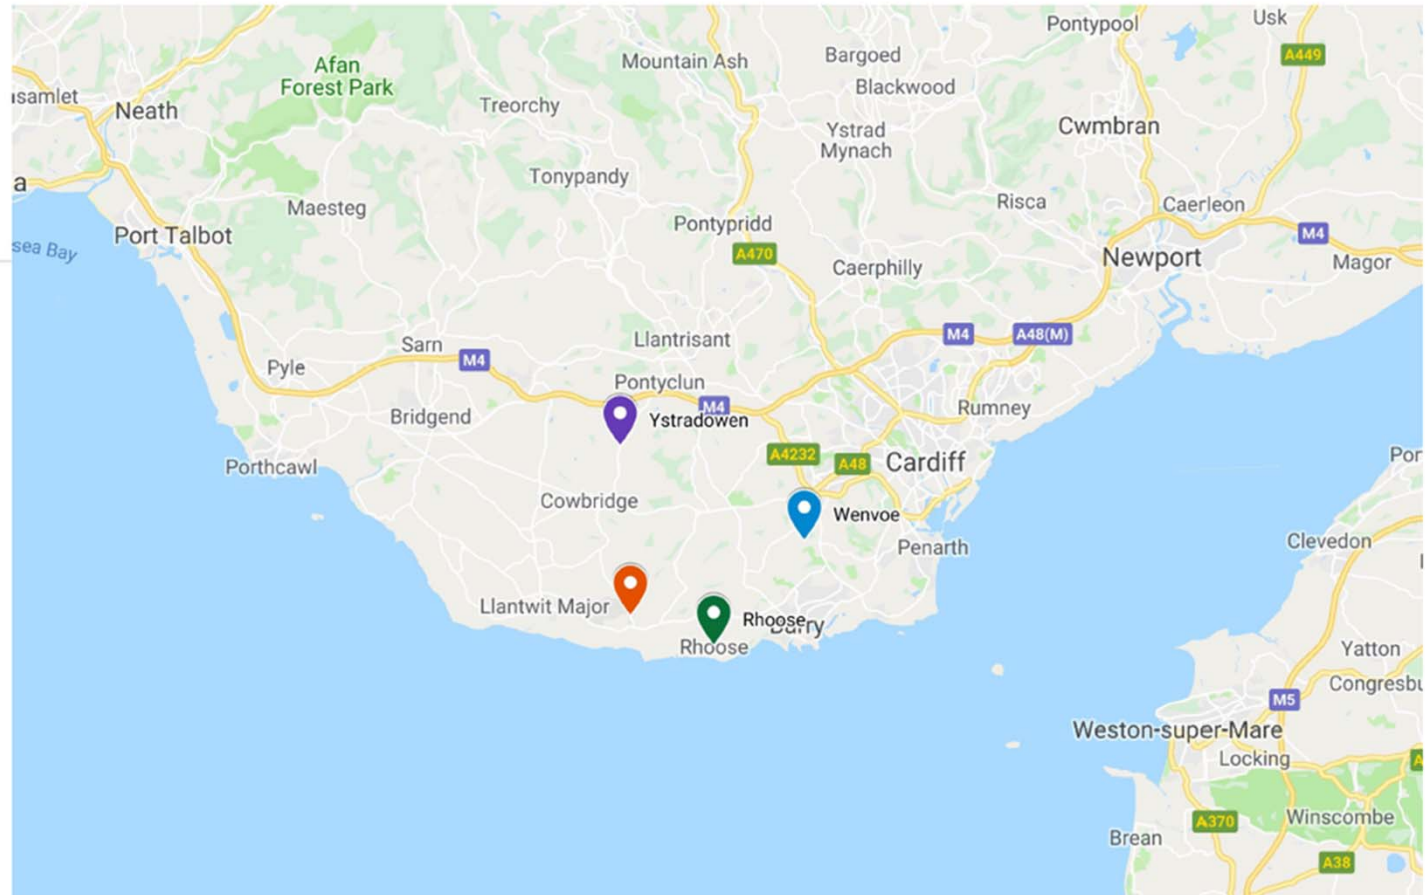 Pontypool
Usk
A449
Mountain Ash
Bargoed
Blackwood
Afan
Forest Park
Treorchy
isamlet
Neath
Cwmbran
Ystrad
Mynach
Tonypandy
a
Risca
Caerleon
Maesteg
Pontypridd
Port Talbot
M4
sea Bay
A470
Newport
Magor
Caerphilly
Llantrisant
M4
A48(M)
Sarn
M4
Pyle
Pontyclun
M4
Rumney
Bridgend
Ystradowen
A4232
A48
Cardiff
Porthcawl
Por
Cowbridge
Wenvoe
Clevedon
Penarth
Llantwit Major
Rhoose
Barry
Rhoose
Yatton
Congresbu
M5
Weston-super-Mare
Locking
A
Winscombe
A370
Brean
A38